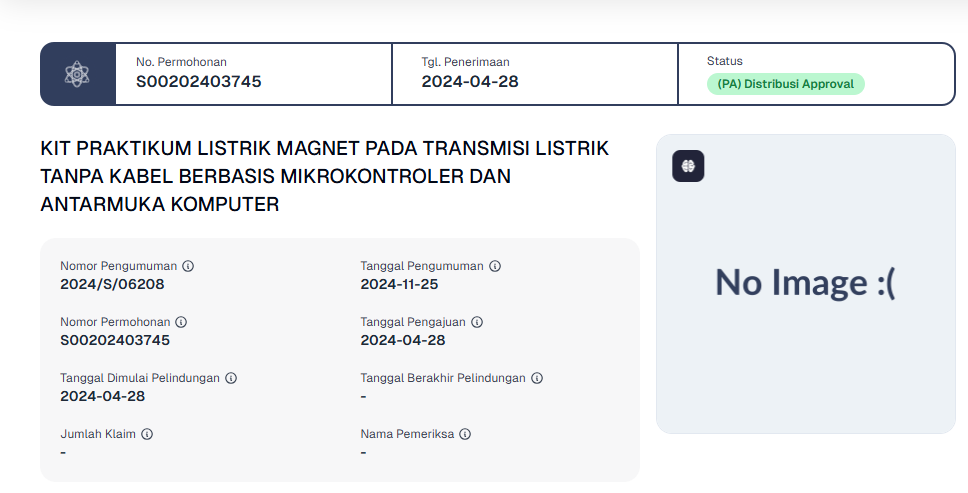 No. Permohonan
S00202403745
Tgl. Penerimaan
2024-04-28
Status
(PA) Distribusi Approval
KIT PRAKTIKUM LISTRIK MAGNET PADA TRANSMISI LISTRIK
TANPA KABEL BERBASIS MIKROKONTROLER DAN
ANTARMUKA KOMPUTER
Nomor Pengumuman
2024/S/06208
Tanggal Pengumuman
2024-11-25
Nomor Permohonan
S00202403745
Tanggal Pengajuan
2024-04-28
Tanggal Dimulai Pelindungan
2024-04-28
Tanggal Berakhir Pelindungan
-
Jumlah Klaim
-
Nama Pemeriksa
-
No Image :(